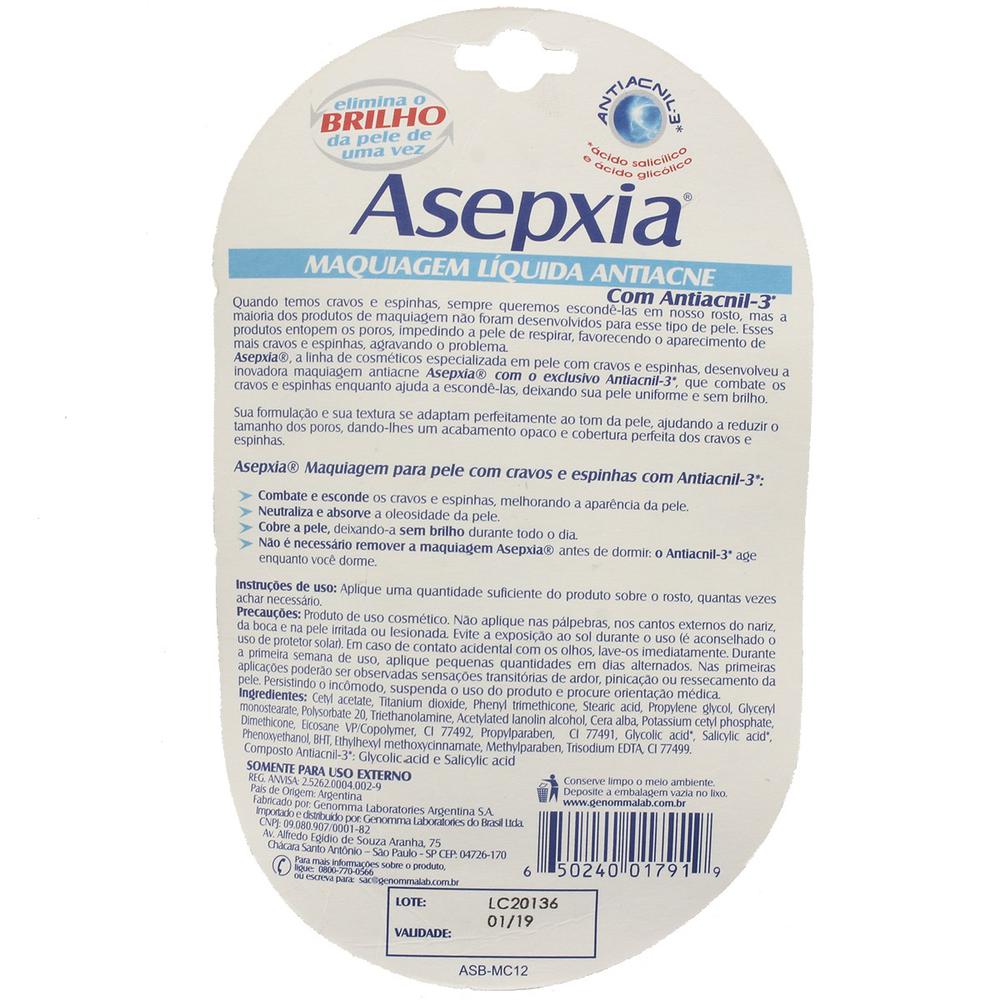 elimina o
BRILHO
da pele de
uma vez
ANTIACNIL-3*
*ácido salicílico
e ácido glicólico
Asepxia®
MAQUIAGEM LÍQUIDA ANTIACNE
Com Antiacnil-3*
Quando temos cravos e espinhas, sempre queremos escondê-las em nosso rosto, mas a
maioria dos produtos de maquiagem não foram desenvolvidos para esse tipo de pele. Esses
produtos entopem os poros, impedindo a pele de respirar, favorecendo o aparecimento de
mais cravos e espinhas, agravando o problema.
Asepxia®, a linha de cosméticos especializada em pele com cravos e espinhas, desenvolveu a
inovadora maquiagem antiacne Asepxia® com o exclusivo Antiacnil-3*, que combate os
cravos e espinhas enquanto ajuda a escondê-las, deixando sua pele uniforme e sem brilho.
Sua formulação e sua textura se adaptam perfeitamente ao tom da pele, ajudando a reduzir o
tamanho dos poros, dando-lhes um acabamento opaco e cobertura perfeita dos cravos e
espinhas.
Asepxia® Maquiagem para pele com cravos e espinhas com Antiacnil-3*:
Combate e esconde os cravos e espinhas, melhorando a aparência da pele.
Neutraliza e absorve a oleosidade da pele.
Cobre a pele, deixando-a sem brilho durante todo o dia.
Não é necessário remover a maquiagem Asepxia® antes de dormir: o Antiacnil-3* age
enquanto você dorme.
Instruções de uso: Aplique uma quantidade suficiente do produto sobre o rosto, quantas vezes
achar necessário.
Precauções: Produto de uso cosmético. Não aplique nas pálpebras, nos cantos externos do nariz,
da boca e na pele irritada ou lesionada. Evite a exposição ao sol durante o uso (é aconselhado o
uso de protetor solar). Em caso de contato acidental com os olhos, lave-os imediatamente. Durante
a primeira semana de uso, aplique pequenas quantidades em dias alternados. Nas primeiras
aplicações poderão ser observadas sensações transitórias de ardor, pinicação ou ressecamento da
pele. Persistindo o incômodo, suspenda o uso do produto e procure orientação médica.
Ingredientes: Cetyl acetate, Titanium dioxide, Phenyl trimethicone, Stearic acid, Propylene glycol, Glyceryl
monostearate, Polysorbate 20, Triethanolamine, Acetylated lanolin alcohol, Cera alba, Potassium cetyl phosphate,
Dimethicone, Eicosane VP/Copolymer, CI 77492, Propylparaben, CI 77491, Glycolic acid*, Salicylic acid*,
Phenoxyethanol, BHT, Ethylhexyl methoxycinnamate, Methylparaben, Trisodium EDTA, CI 77499.
Composto Antiacnil-3*: Glycolic acid e Salicylic acid
SOMENTE PARA USO EXTERNO
REG. ANVISA: 2.5262.0004.002-9
País de Origem: Argentina
Fabricado por: Genomma Laboratories Argentina S.A.
Importado e distribuído por: Genomma Laboratories do Brasil Ltda.
CNPJ: 09.080.907/0001-82
Av. Alfredo Egídio de Souza Aranha, 75
Chácara Santo Antônio – São Paulo - SP CEP: 04726-170
Para mais informações sobre o produto,
ligue: 0800-770-0566
ou escreva para: sac@genommalab.com.br
Conserve limpo o meio ambiente.
Deposite a embalagem vazia no lixo.
www.genommalab.com.br
6 50240 01791 9
LOTE: LC20136
01/19
VALIDADE:
ASB-MC12